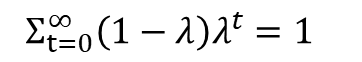 Σ_{t=0}^{∞}(1 − λ)λ^t = 1